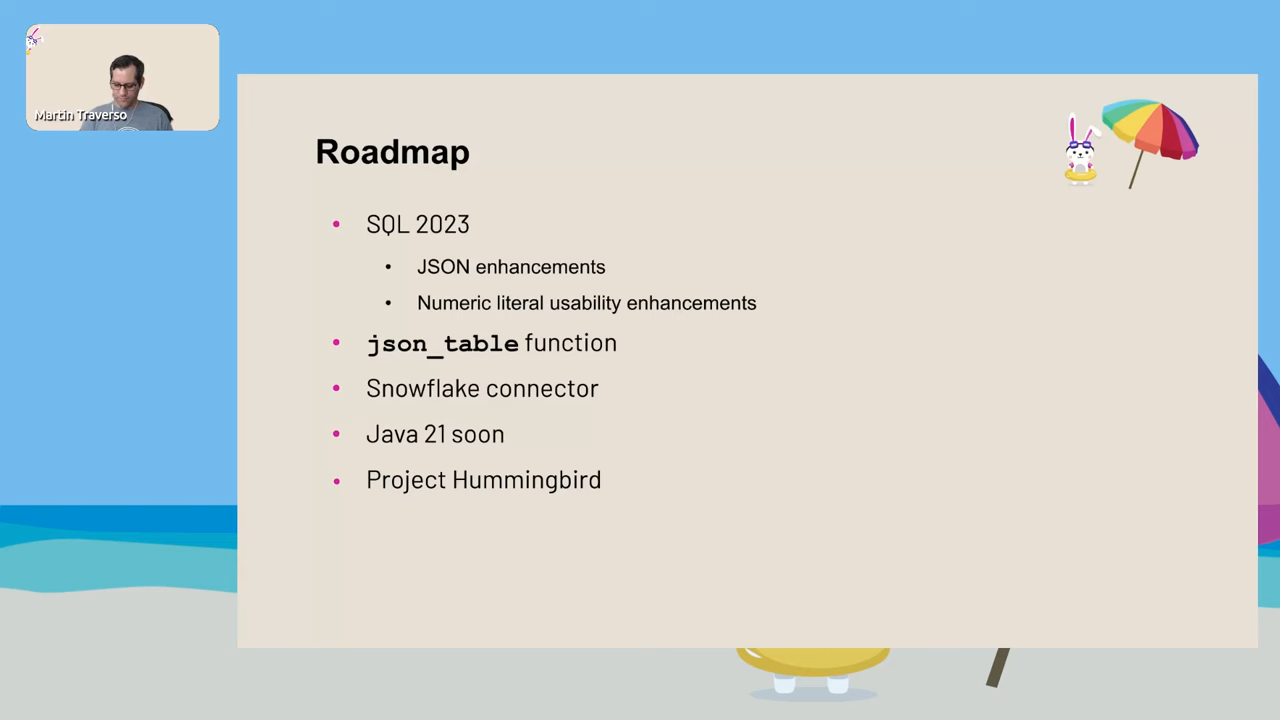 Martin Traverso
Roadmap
• SQL 2023
• JSON enhancements
• Numeric literal usability enhancements
• json_table function
• Snowflake connector
• Java 21 soon
• Project Hummingbird